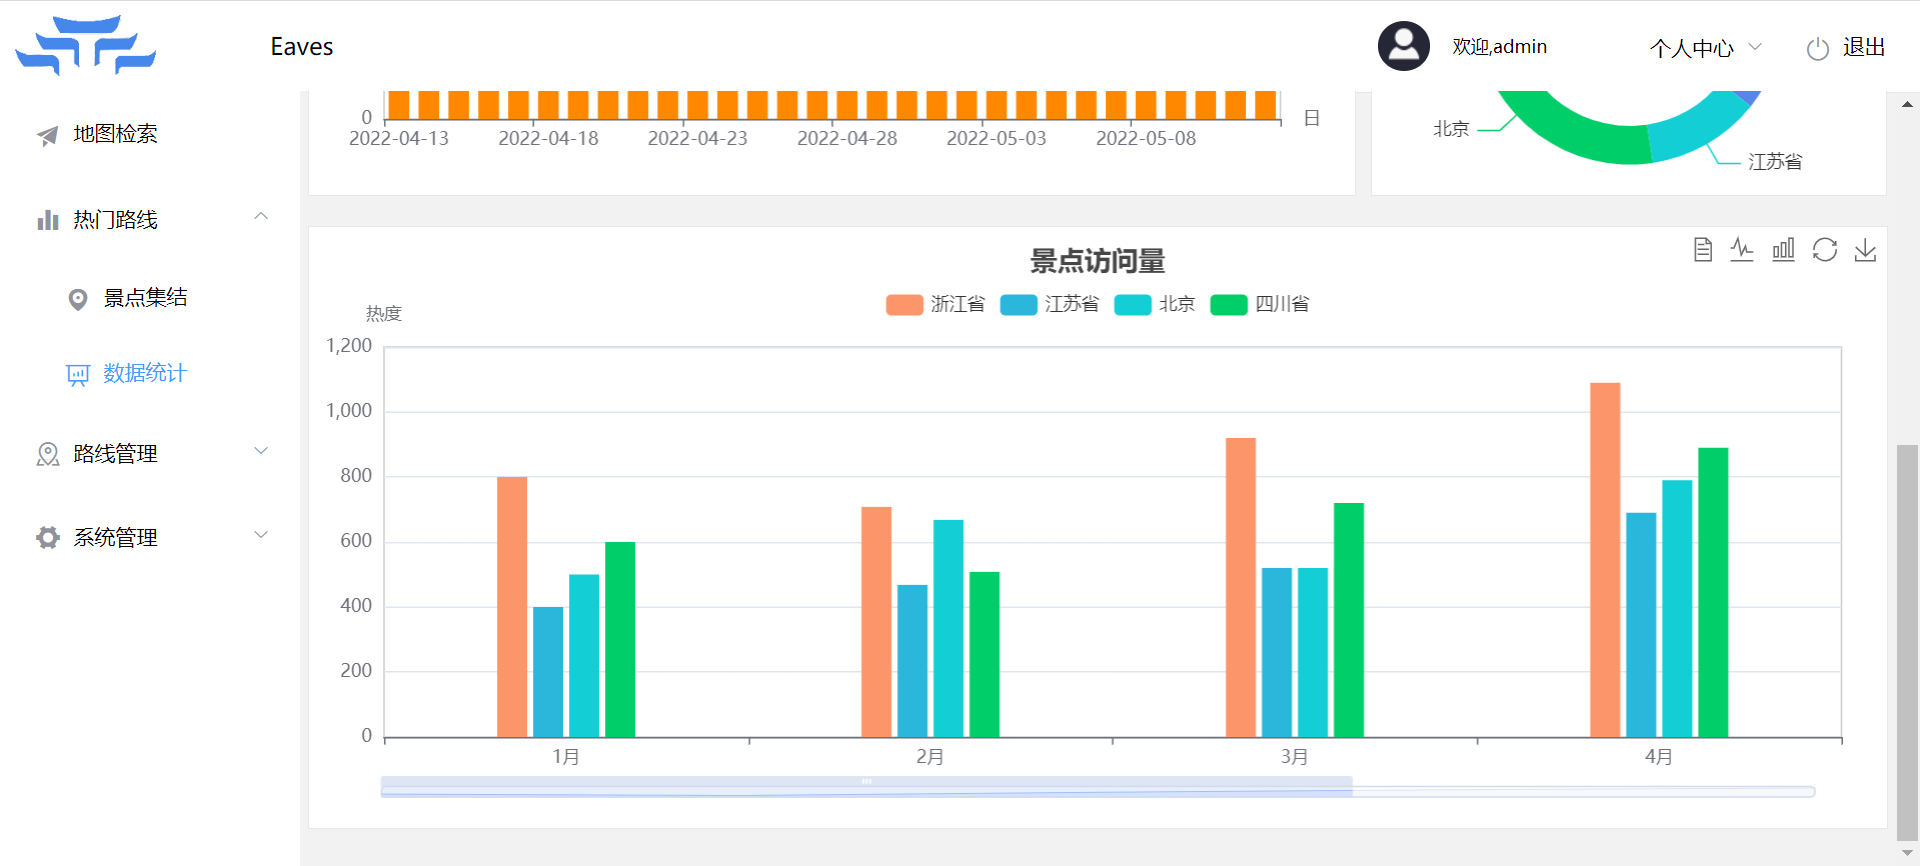 Eaves
欢迎,admin
个人中心
退出
地图检索
热门路线
景点集结
数据统计
路线管理
系统管理
0
日
2022-04-13 2022-04-18 2022-04-23 2022-04-28 2022-05-03 2022-05-08
北京
江苏省
景点访问量
浙江省 江苏省 北京 四川省
热度
1,200
1,000
800
600
400
200
0
1月 2月 3月 4月